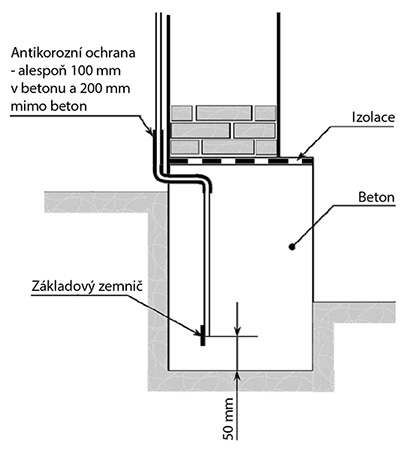 Antikorozní ochrana
- alespoň 100 mm
v betonu a 200 mm
mimo beton
Izolace
Beton
Základový zemnič
50 mm